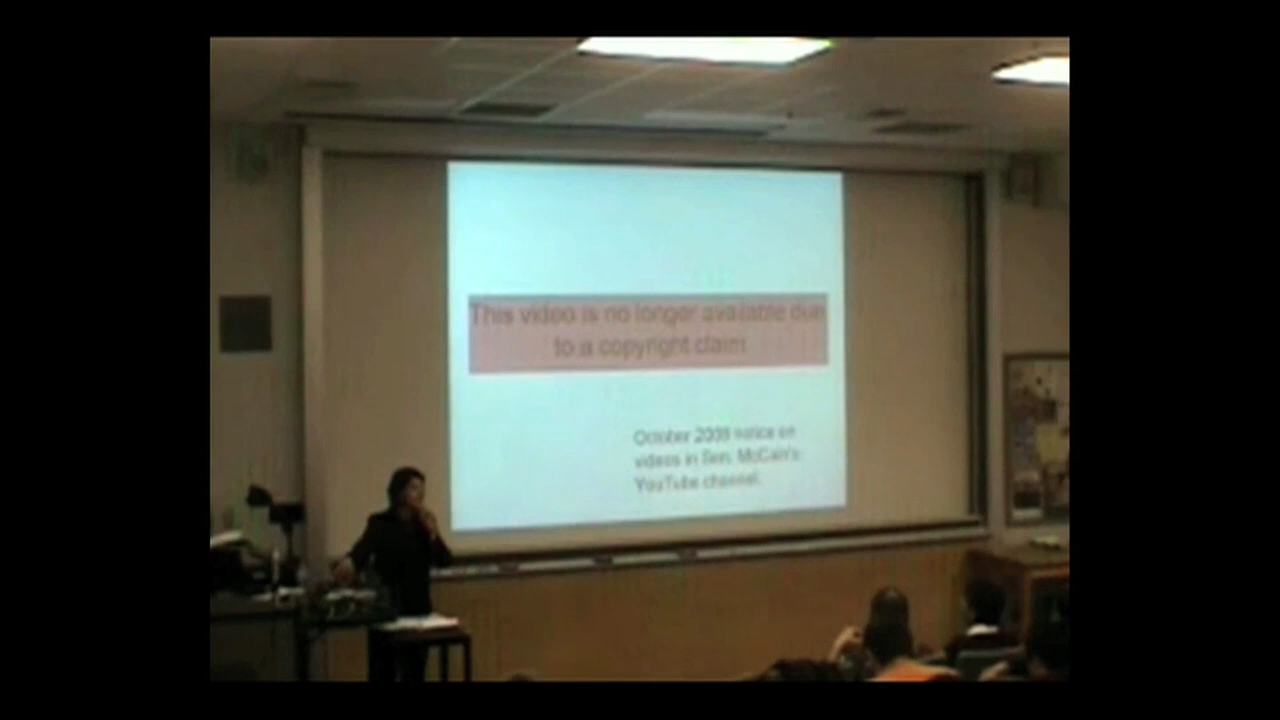 This video is no longer available due
to a copyright claim
October 2008 notice on
videos in Sen. McCain's
YouTube channel.